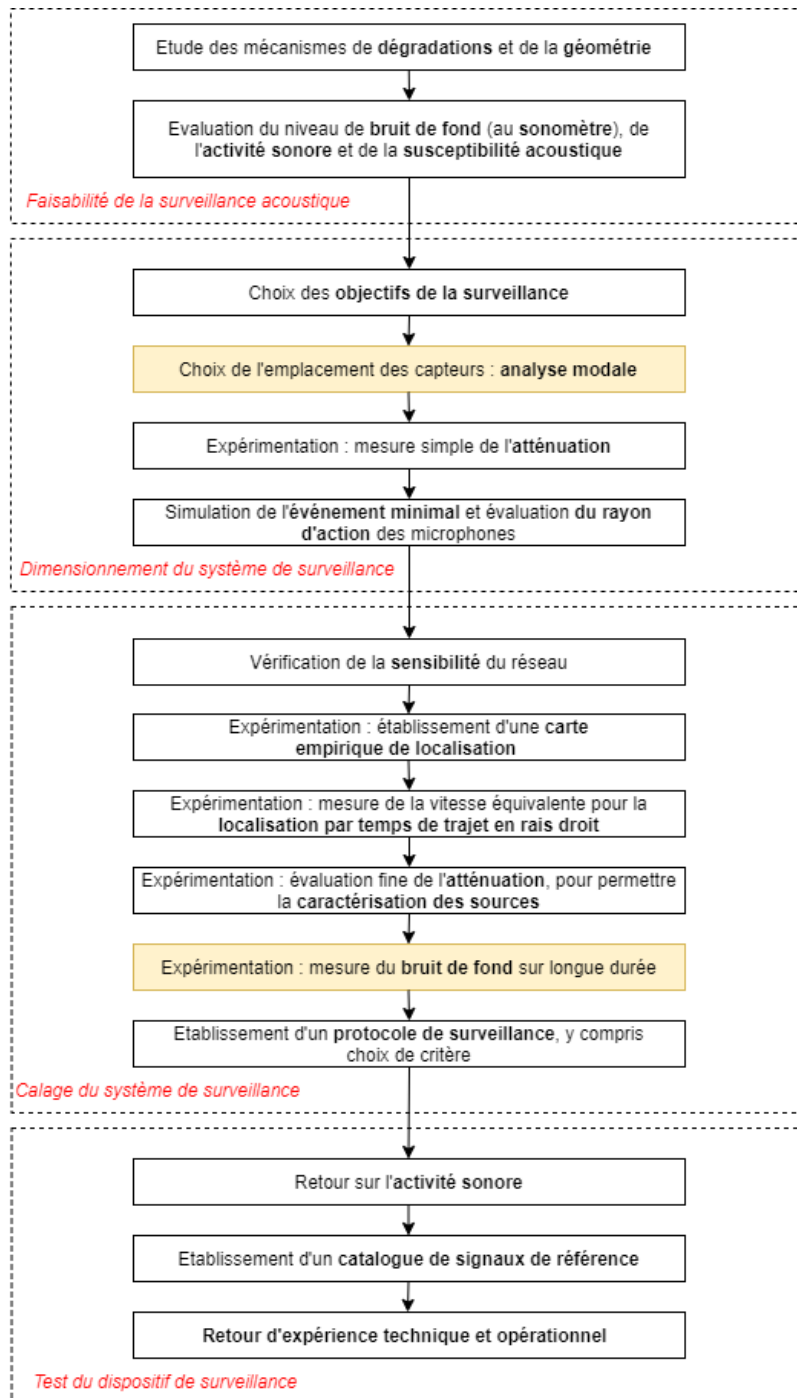 Etude des mécanismes de dégradations et de la géométrie
Evaluation du niveau de bruit de fond (au sonomètre), de
l'activité sonore et de la susceptibilité acoustique
Faisabilité de la surveillance acoustique
Choix des objectifs de la surveillance
Choix de l'emplacement des capteurs : analyse modale
Expérimentation : mesure simple de l'atténuation
Simulation de l'événement minimal et évaluation du rayon
d'action des microphones
Dimensionnement du système de surveillance
Vérification de la sensibilité du réseau
Expérimentation : établissement d'une carte
empirique de localisation
Expérimentation : mesure de la vitesse équivalente pour la
localisation par temps de trajet en rais droit
Expérimentation : évaluation fine de l'atténuation, pour permettre
la caractérisation des sources
Expérimentation : mesure du bruit de fond sur longue durée
Etablissement d'un protocole de surveillance, y compris
choix de critère
Calage du système de surveillance
Retour sur l'activité sonore
Etablissement d'un catalogue de signaux de référence
Retour d'expérience technique et opérationnel
Test du dispositif de surveillance